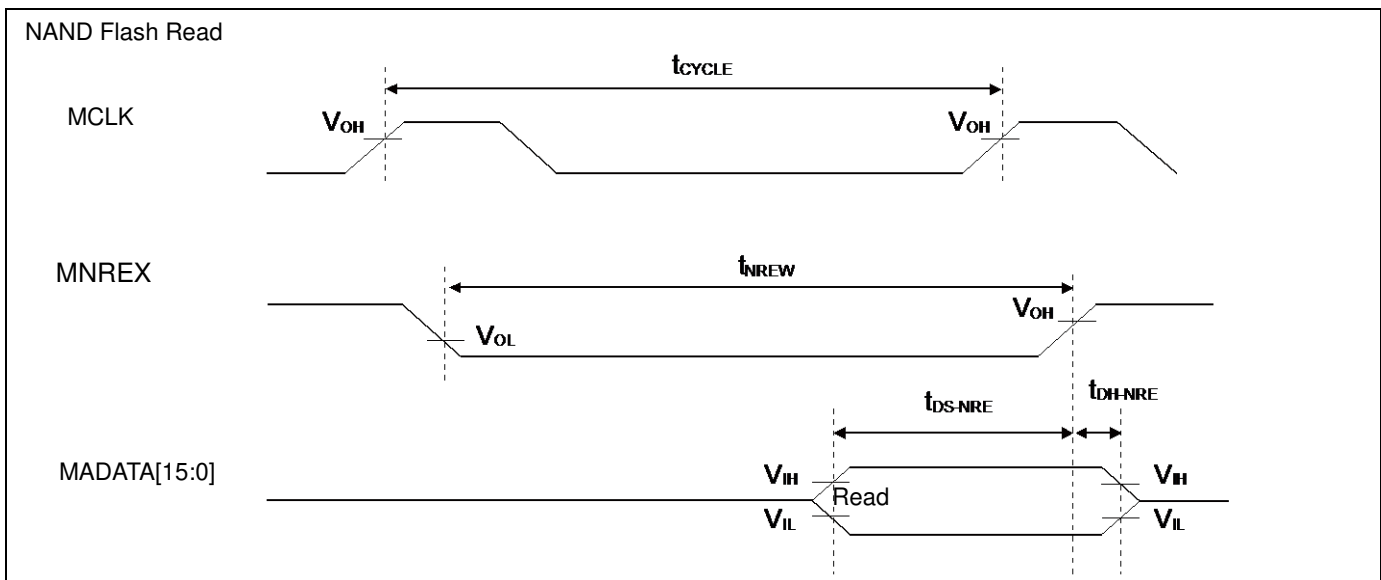 NAND Flash Read
tCYCLE
MCLK
VOH
VOH
MNREX
tNREW
VOH
VOL
tDS-NRE
tDH-NRE
MADATA[15:0]
VIH
Read
VIH
VIL
VIL